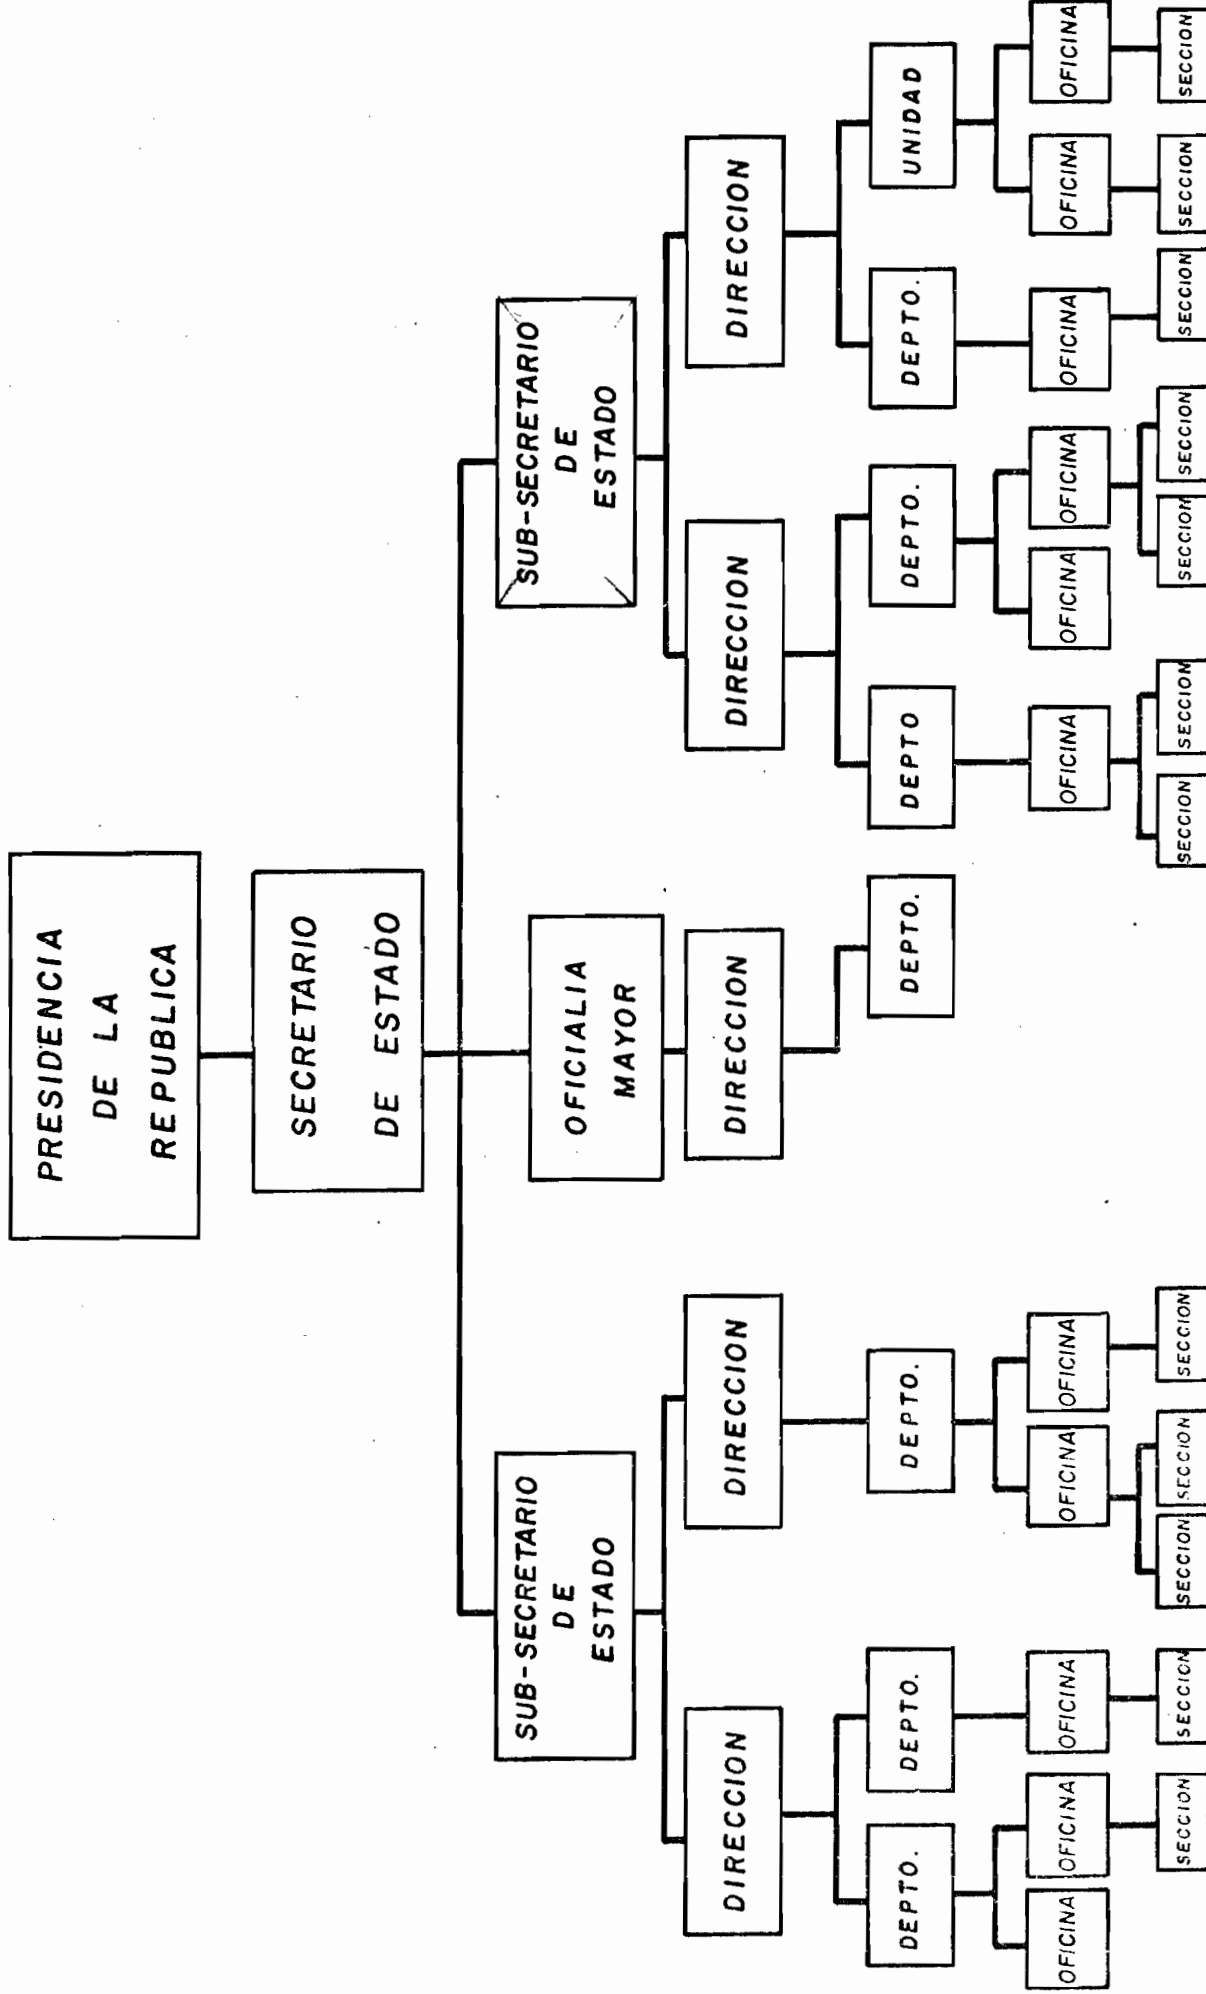 PRESIDENCIA
DE LA
REPUBLICA
SECRETARIO
DE ESTADO
SUB-SECRETARIO
DE
ESTADO
OFICIALIA
MAYOR
SUB-SECRETARIO
DE
ESTADO
DIRECCION
DIRECCION
DIRECCION
DIRECCION
DIRECCION
DEPTO.
DEPTO.
DEPTO.
DEPTO.
DEPTO
DEPTO.
DEPTO.
UNIDAD
OFICINA
OFICINA
OFICINA
OFICINA
OFICINA
OFICINA
OFICINA
OFICINA
OFICINA
OFICINA
OFICINA
SECCION
SECCION
SECCION
SECCION
SECCION
SECCION
SECCION
SECCION
SECCION
SECCION
SECCION
SECCION